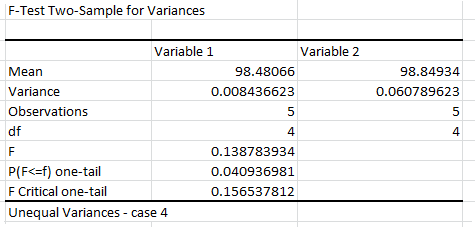 F-Test Two-Sample for Variances
Variable 1 Variable 2
Mean 98.48066 98.84934
Variance 0.008436623 0.060789623
Observations 5 5
df 4 4
F 0.138783934
P(F<=f) one-tail 0.040936981
F Critical one-tail 0.156537812
Unequal Variances - case 4